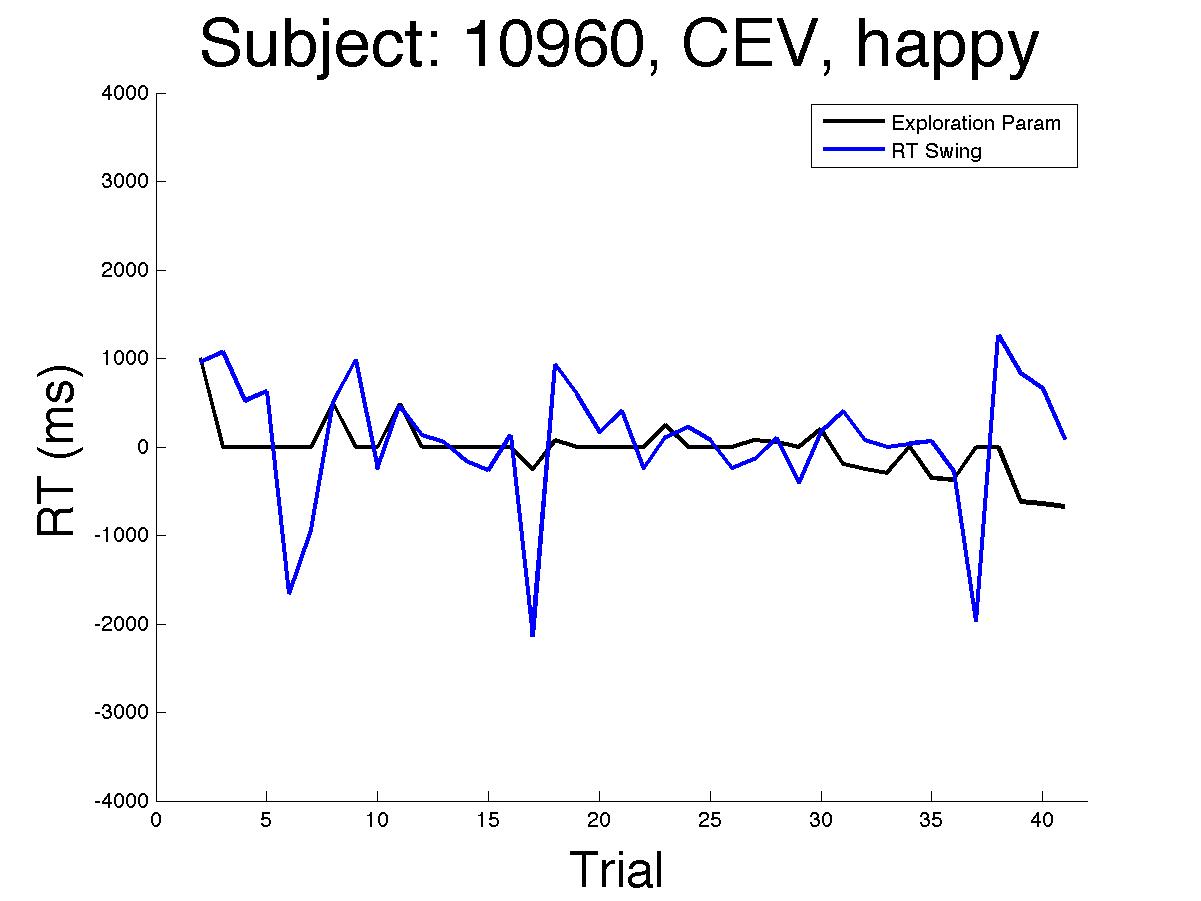 Subject: 10960, CEV, happy
Exploration Param
RT Swing
4000
3000
2000
1000
0
-1000
-2000
-3000
-4000
RT (ms)
0 5 10 15 20 25 30 35 40
Trial